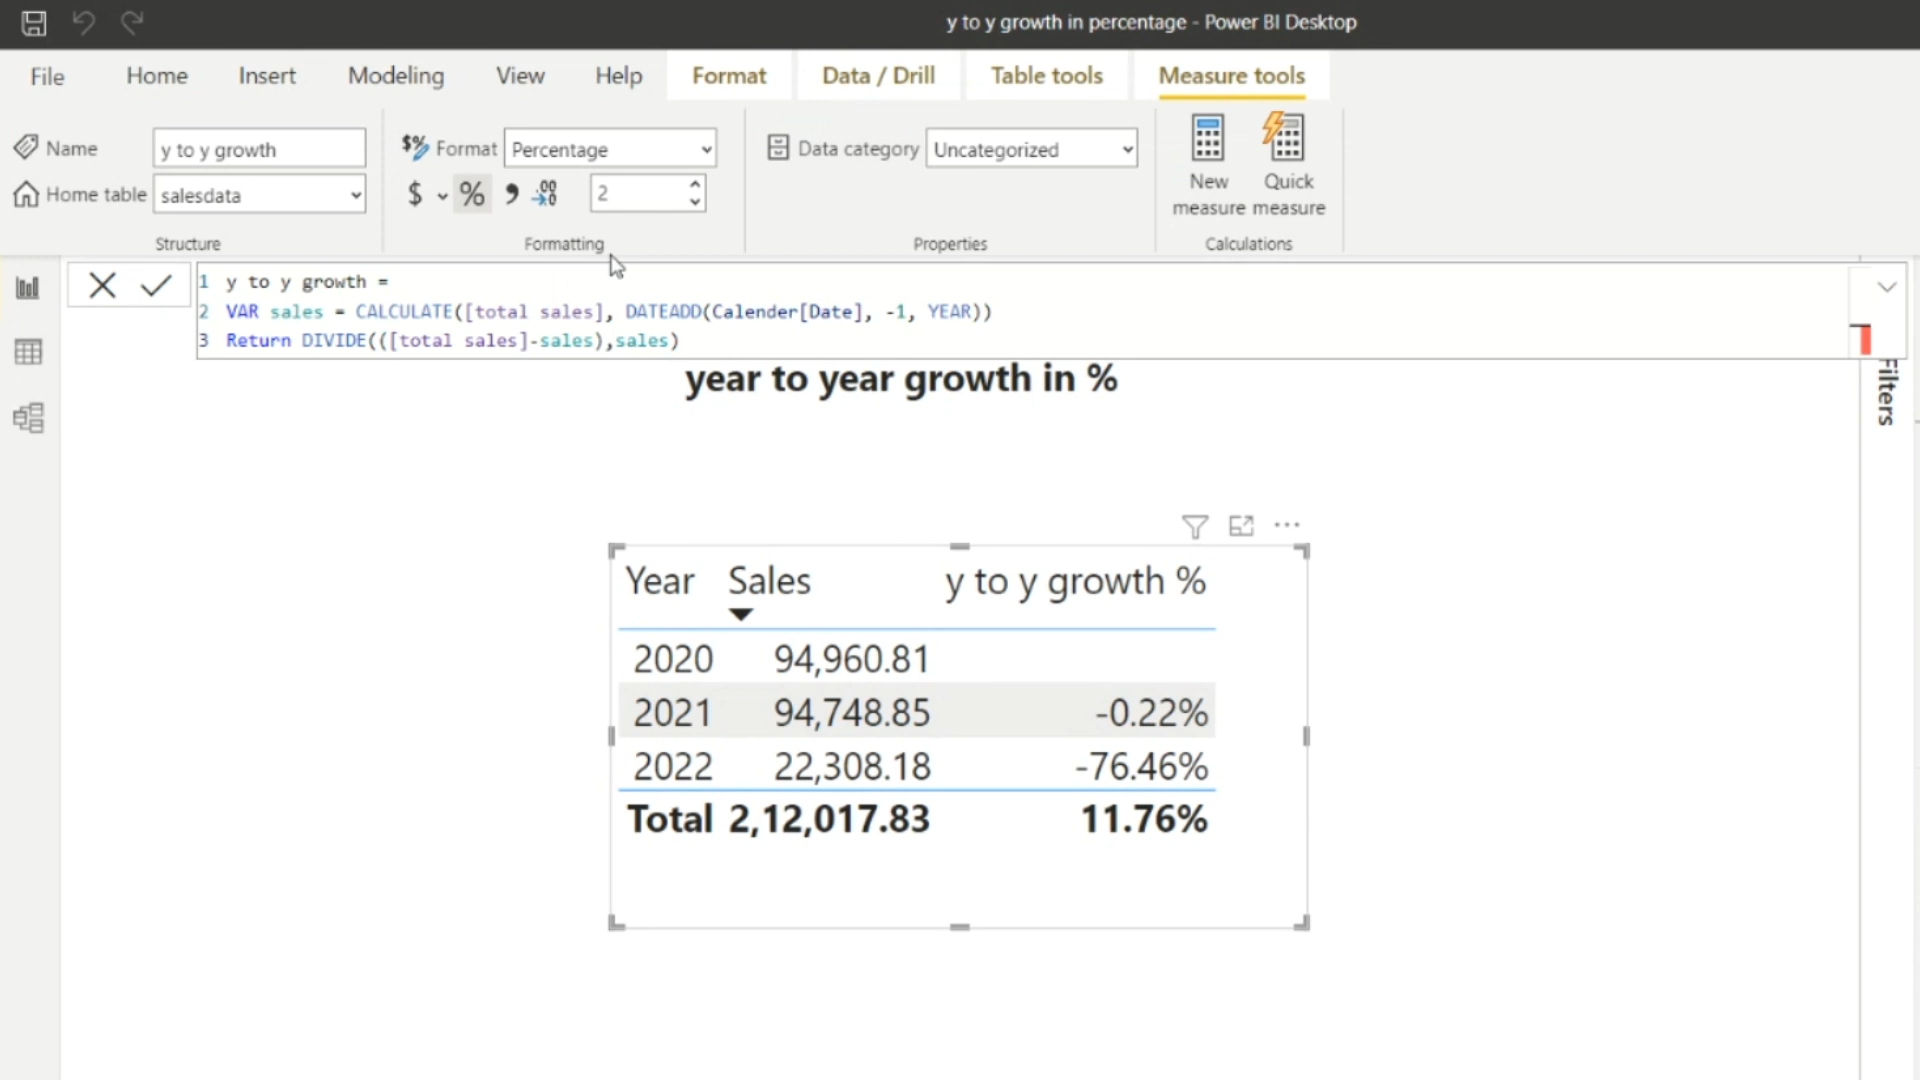 y to y growth in percentage - Power BI Desktop
File Home Insert Modeling View Help Format Data / Drill Table tools Measure tools
Name y to y growth $% Format Percentage Data category Uncategorized
Home table salesdata $ % , .00 →0 2 New measure Quick measure
Structure Formatting Properties Calculations
1 y to y growth =
2 VAR sales = CALCULATE([total sales], DATEADD(Calender[Date], -1, YEAR))
3 Return DIVIDE(([total sales]-sales),sales)
Filters
year to year growth in %
Year Sales y to y growth %
2020 94,960.81
2021 94,748.85 -0.22%
2022 22,308.18 -76.46%
Total 2,12,017.83 11.76%